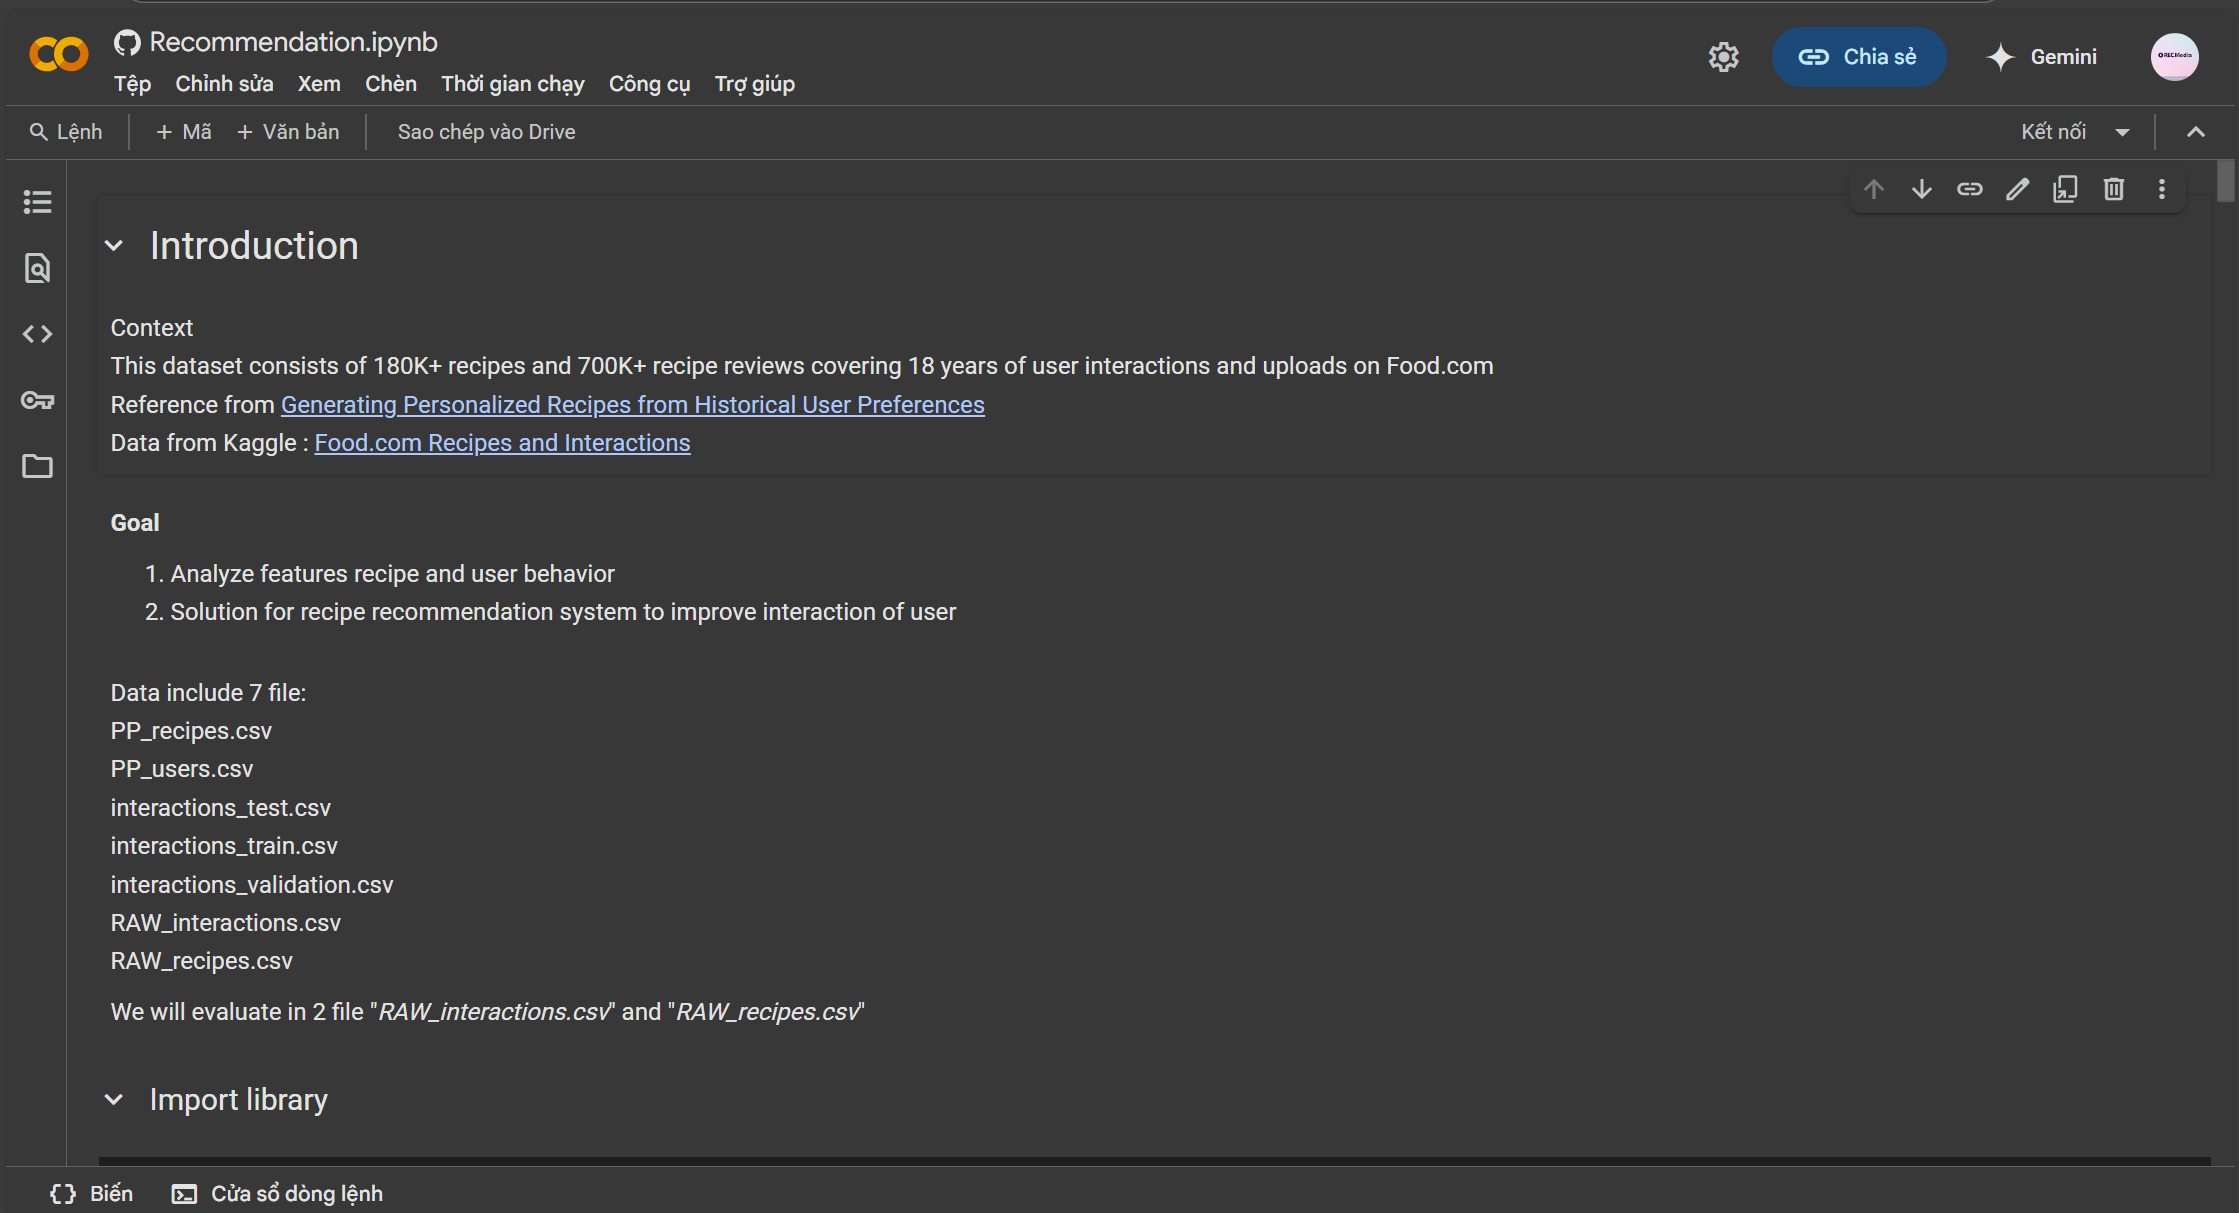 Recommendation.ipynb
Tệp Chỉnh sửa Xem Chèn Thời gian chạy Công cụ Trợ giúp
Chia sẻ
Gemini
RECMedia
Lệnh + Mã + Văn bản Sao chép vào Drive
Kết nối
Introduction
Context
This dataset consists of 180K+ recipes and 700K+ recipe reviews covering 18 years of user interactions and uploads on Food.com
Reference from Generating Personalized Recipes from Historical User Preferences
Data from Kaggle : Food.com Recipes and Interactions
Goal
1. Analyze features recipe and user behavior
2. Solution for recipe recommendation system to improve interaction of user
Data include 7 file:
PP_recipes.csv
PP_users.csv
interactions_test.csv
interactions_train.csv
interactions_validation.csv
RAW_interactions.csv
RAW_recipes.csv
We will evaluate in 2 file "RAW_interactions.csv" and "RAW_recipes.csv"
Import library
Biến Cửa sổ dòng lệnh